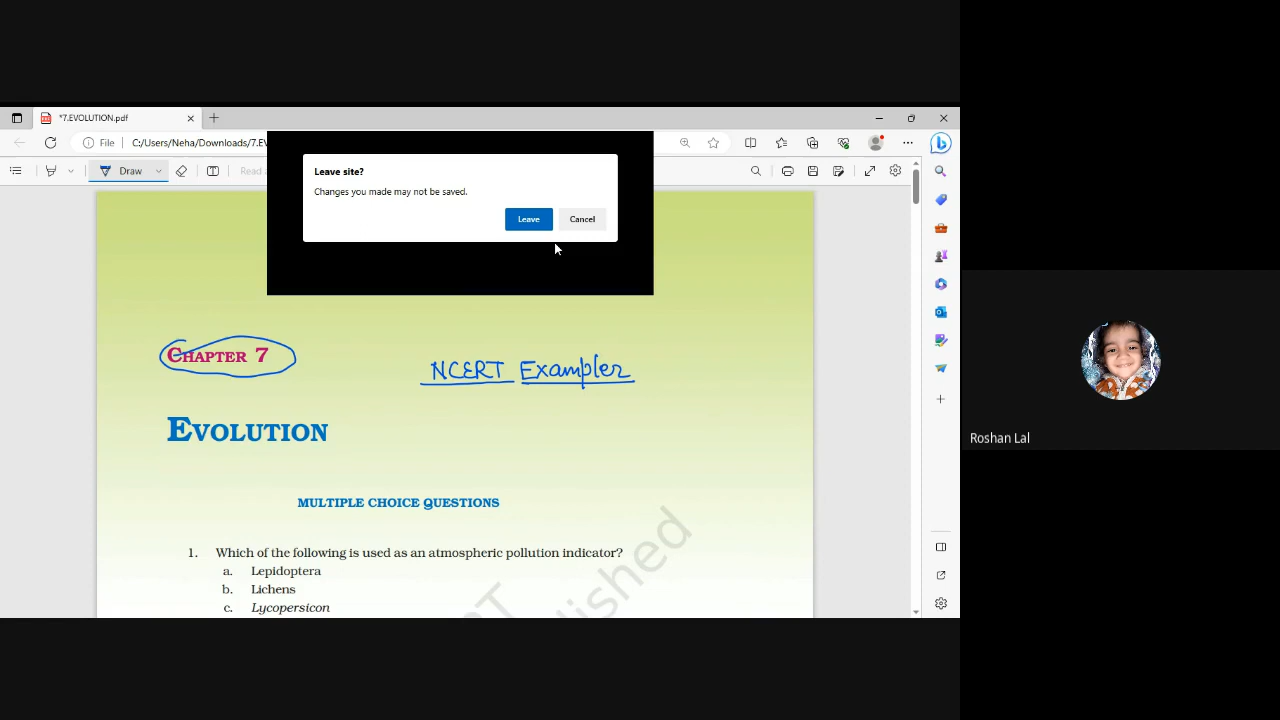 *7.EVOLUTION.pdf
File
C:/Users/Neha/Downloads/7.EV
Draw
Leave site?
Changes you made may not be saved.
Leave
Cancel
CHAPTER 7
NCERT Exampler
EVOLUTION
Roshan Lal
MULTIPLE CHOICE QUESTIONS
1. Which of the following is used as an atmospheric pollution indicator?
a. Lepidoptera
b. Lichens
c. Lycopersicon